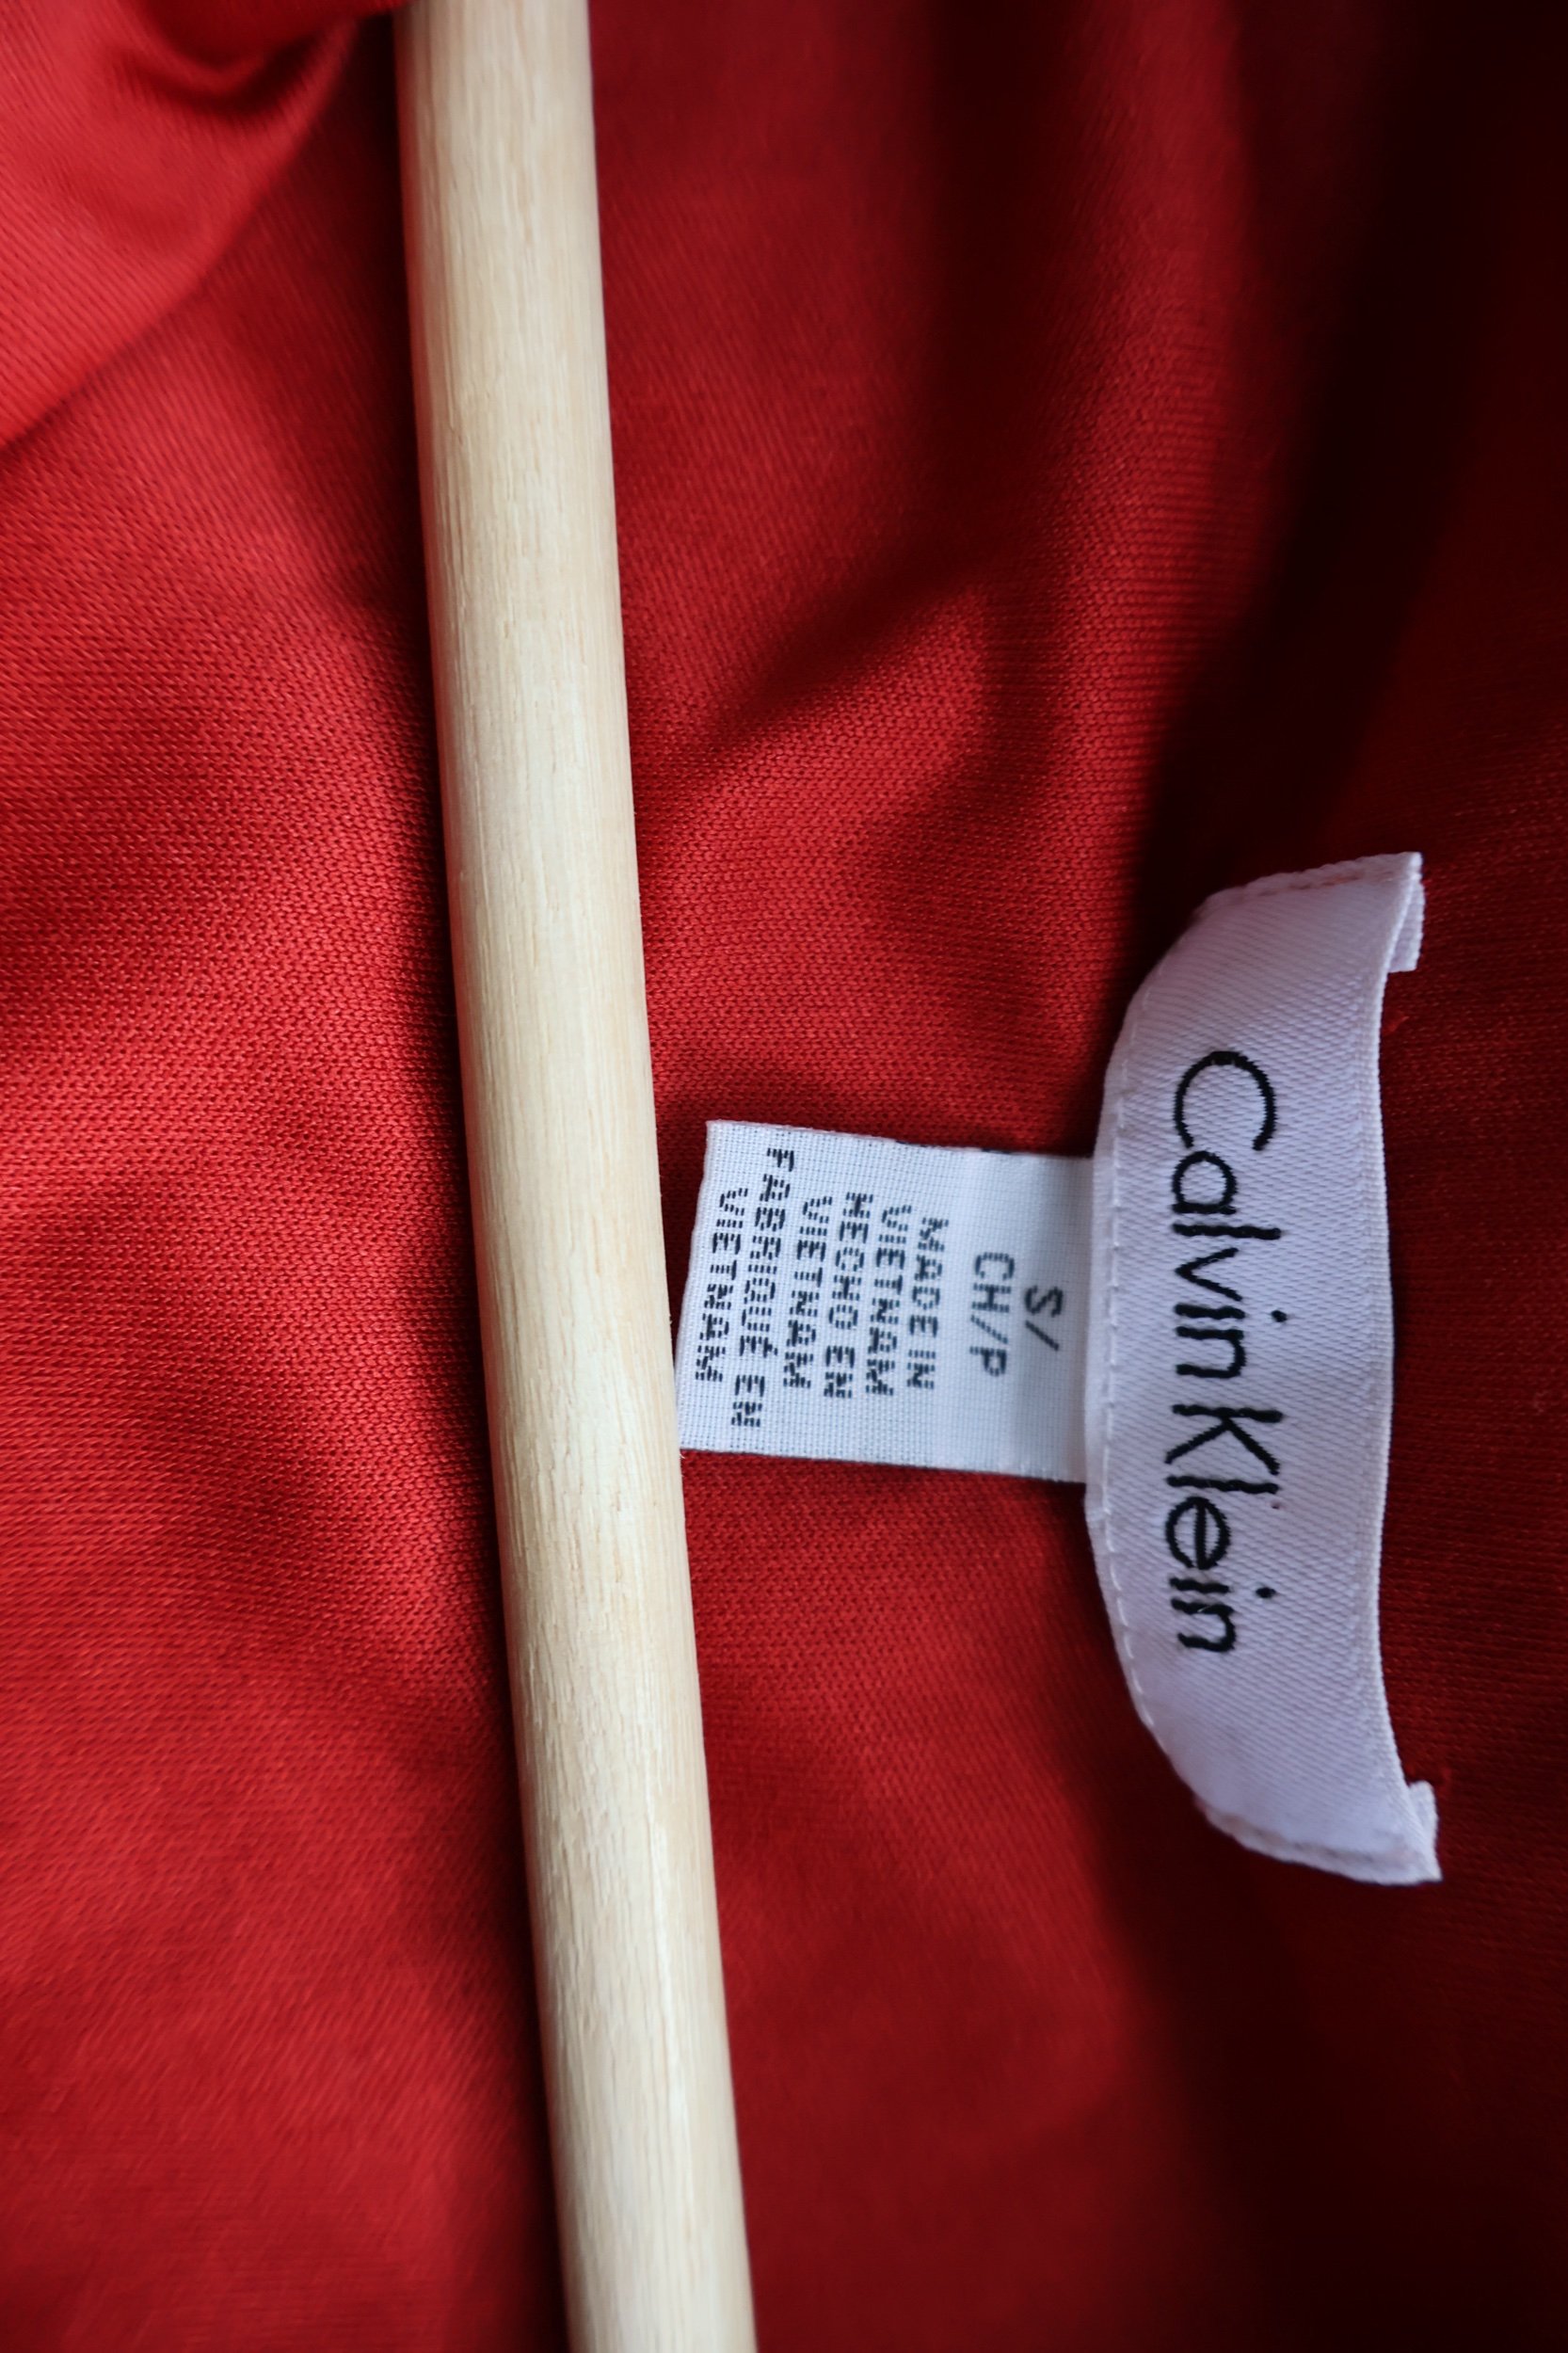 Calvin Klein
S/
CH/P
MADE IN
VIETNAM
HECHO EN
VIETNAM
FABRIQUÉ EN
VIETNAM